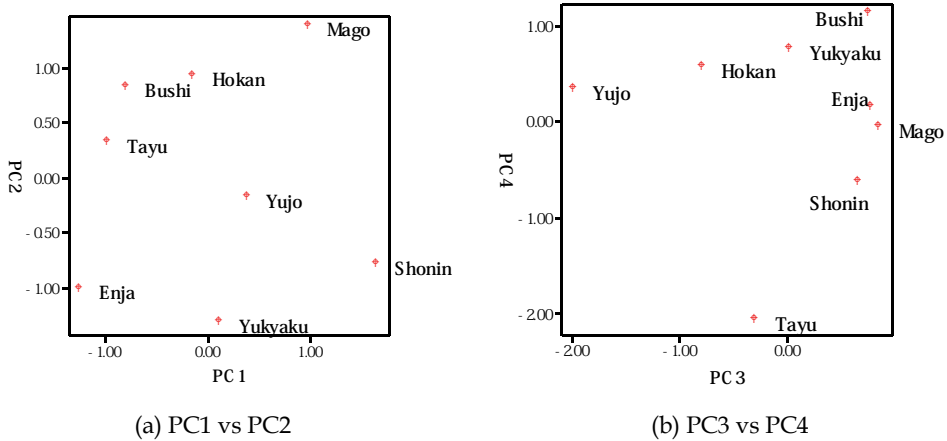 Mago
1.00
Hokan
Bushi
0.50
Tayu
PC 2
0.00
Yujo
- 0.50
Shonin
- 1.00
Enja
Yukyaku
- 1.00
0.00
1.00
PC 1
(a) PC1 vs PC2
Bushi
1.00
Yukyaku
Hokan
Yujo
Enja
0.00
Mago
PC 4
Shonin
- 1.00
- 2.00
Tayu
- 2.00
- 1.00
0.00
PC 3
(b) PC3 vs PC4